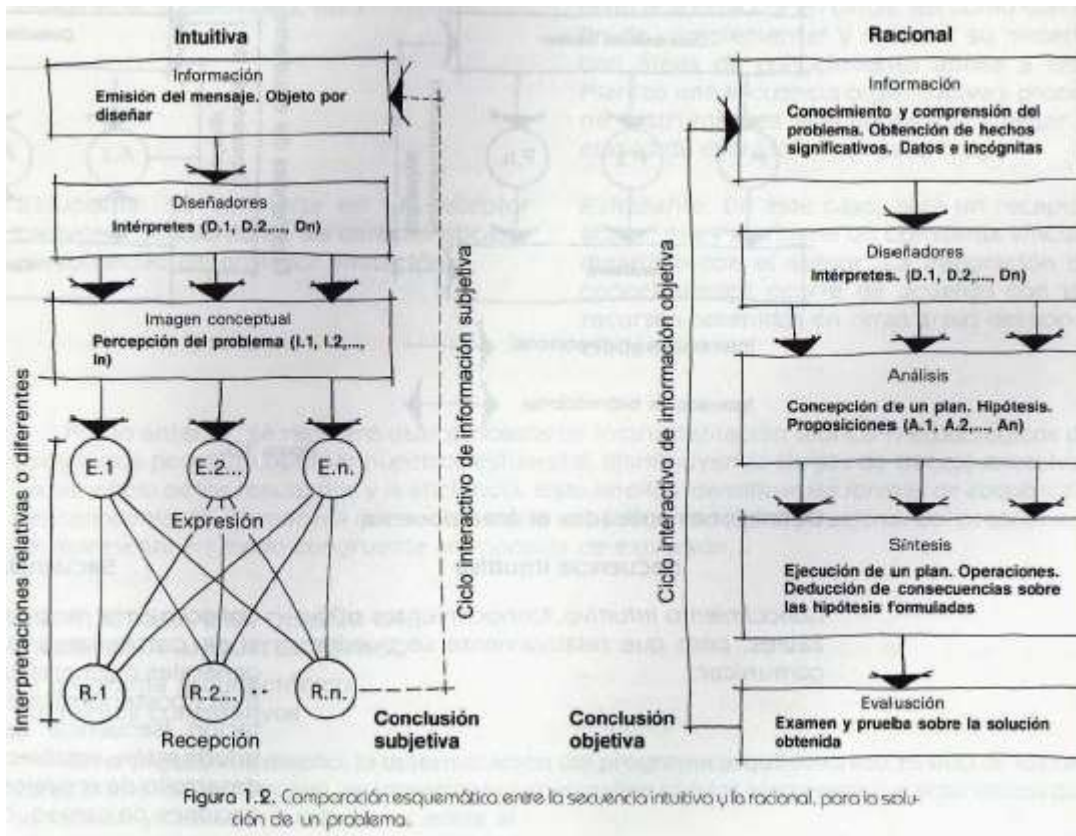 Intuitiva
Información
Emisión del mensaje. Objeto por
diseñar
Diseñadores
Intérpretes (D.1, D.2,..., Dn)
Imagen conceptual
Percepción del problema (I.1, I.2,...,
In)
E.1
E.2...
E.n.
Expresión
R.1
R.2...
R.n.
Recepción
Interpretaciones relativas o diferentes
Ciclo interactivo de información subjetiva
Conclusión
subjetiva
Racional
Información
Conocimiento y comprensión del
problema. Obtención de hechos
significativos. Datos e incógnitas
Diseñadores
Intérpretes. (D.1, D.2,..., Dn)
Análisis
Concepción de un plan. Hipótesis.
Proposiciones (A.1, A.2,..., An)
Síntesis
Ejecución de un plan. Operaciones.
Deducción de consecuencias sobre
las hipótesis formuladas
Evaluación
Examen y prueba sobre la solución
obtenida
Ciclo interactivo de información objetiva
Conclusión
objetiva
Figura 1.2. Comparación esquemática entre la secuencia intuitiva y la racional, para la solu-
ción de un problema.